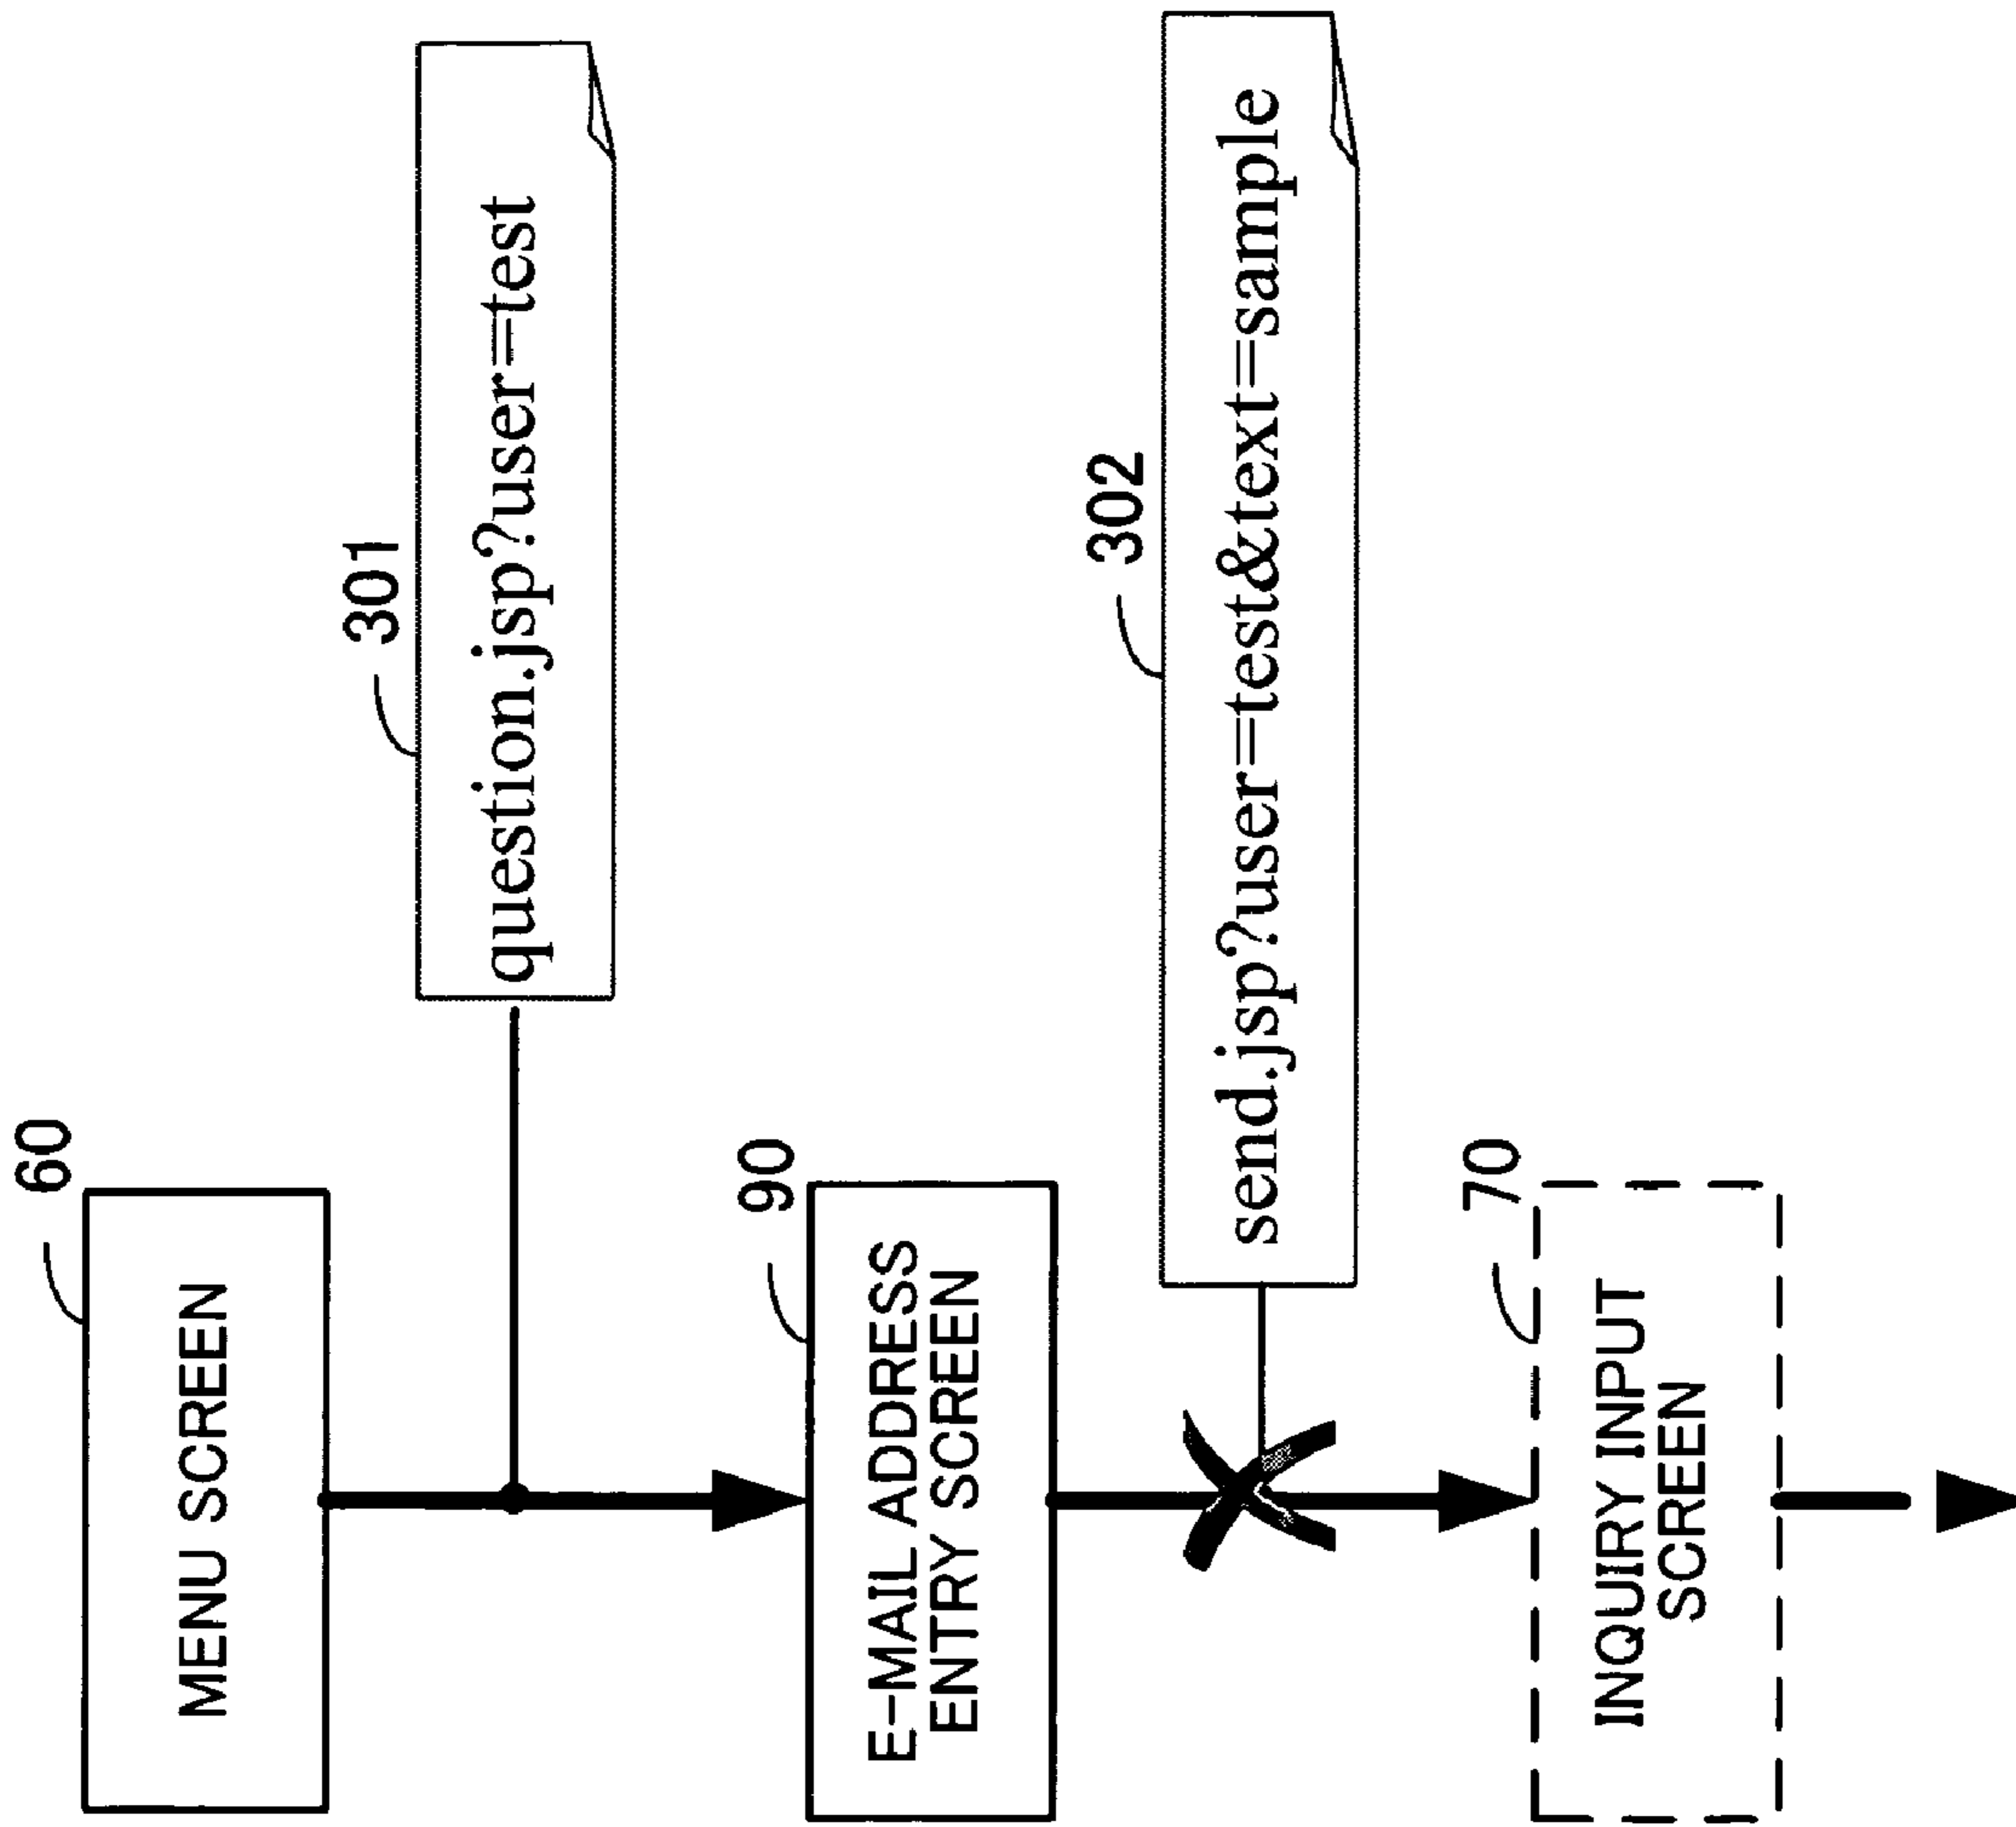 60
MENU SCREEN
301
question.jsp?user=test
90
E-MAIL ADDRESS
ENTRY SCREEN
302
send.jsp?user=test&text=sample
70
INQUIRY INPUT
SCREEN